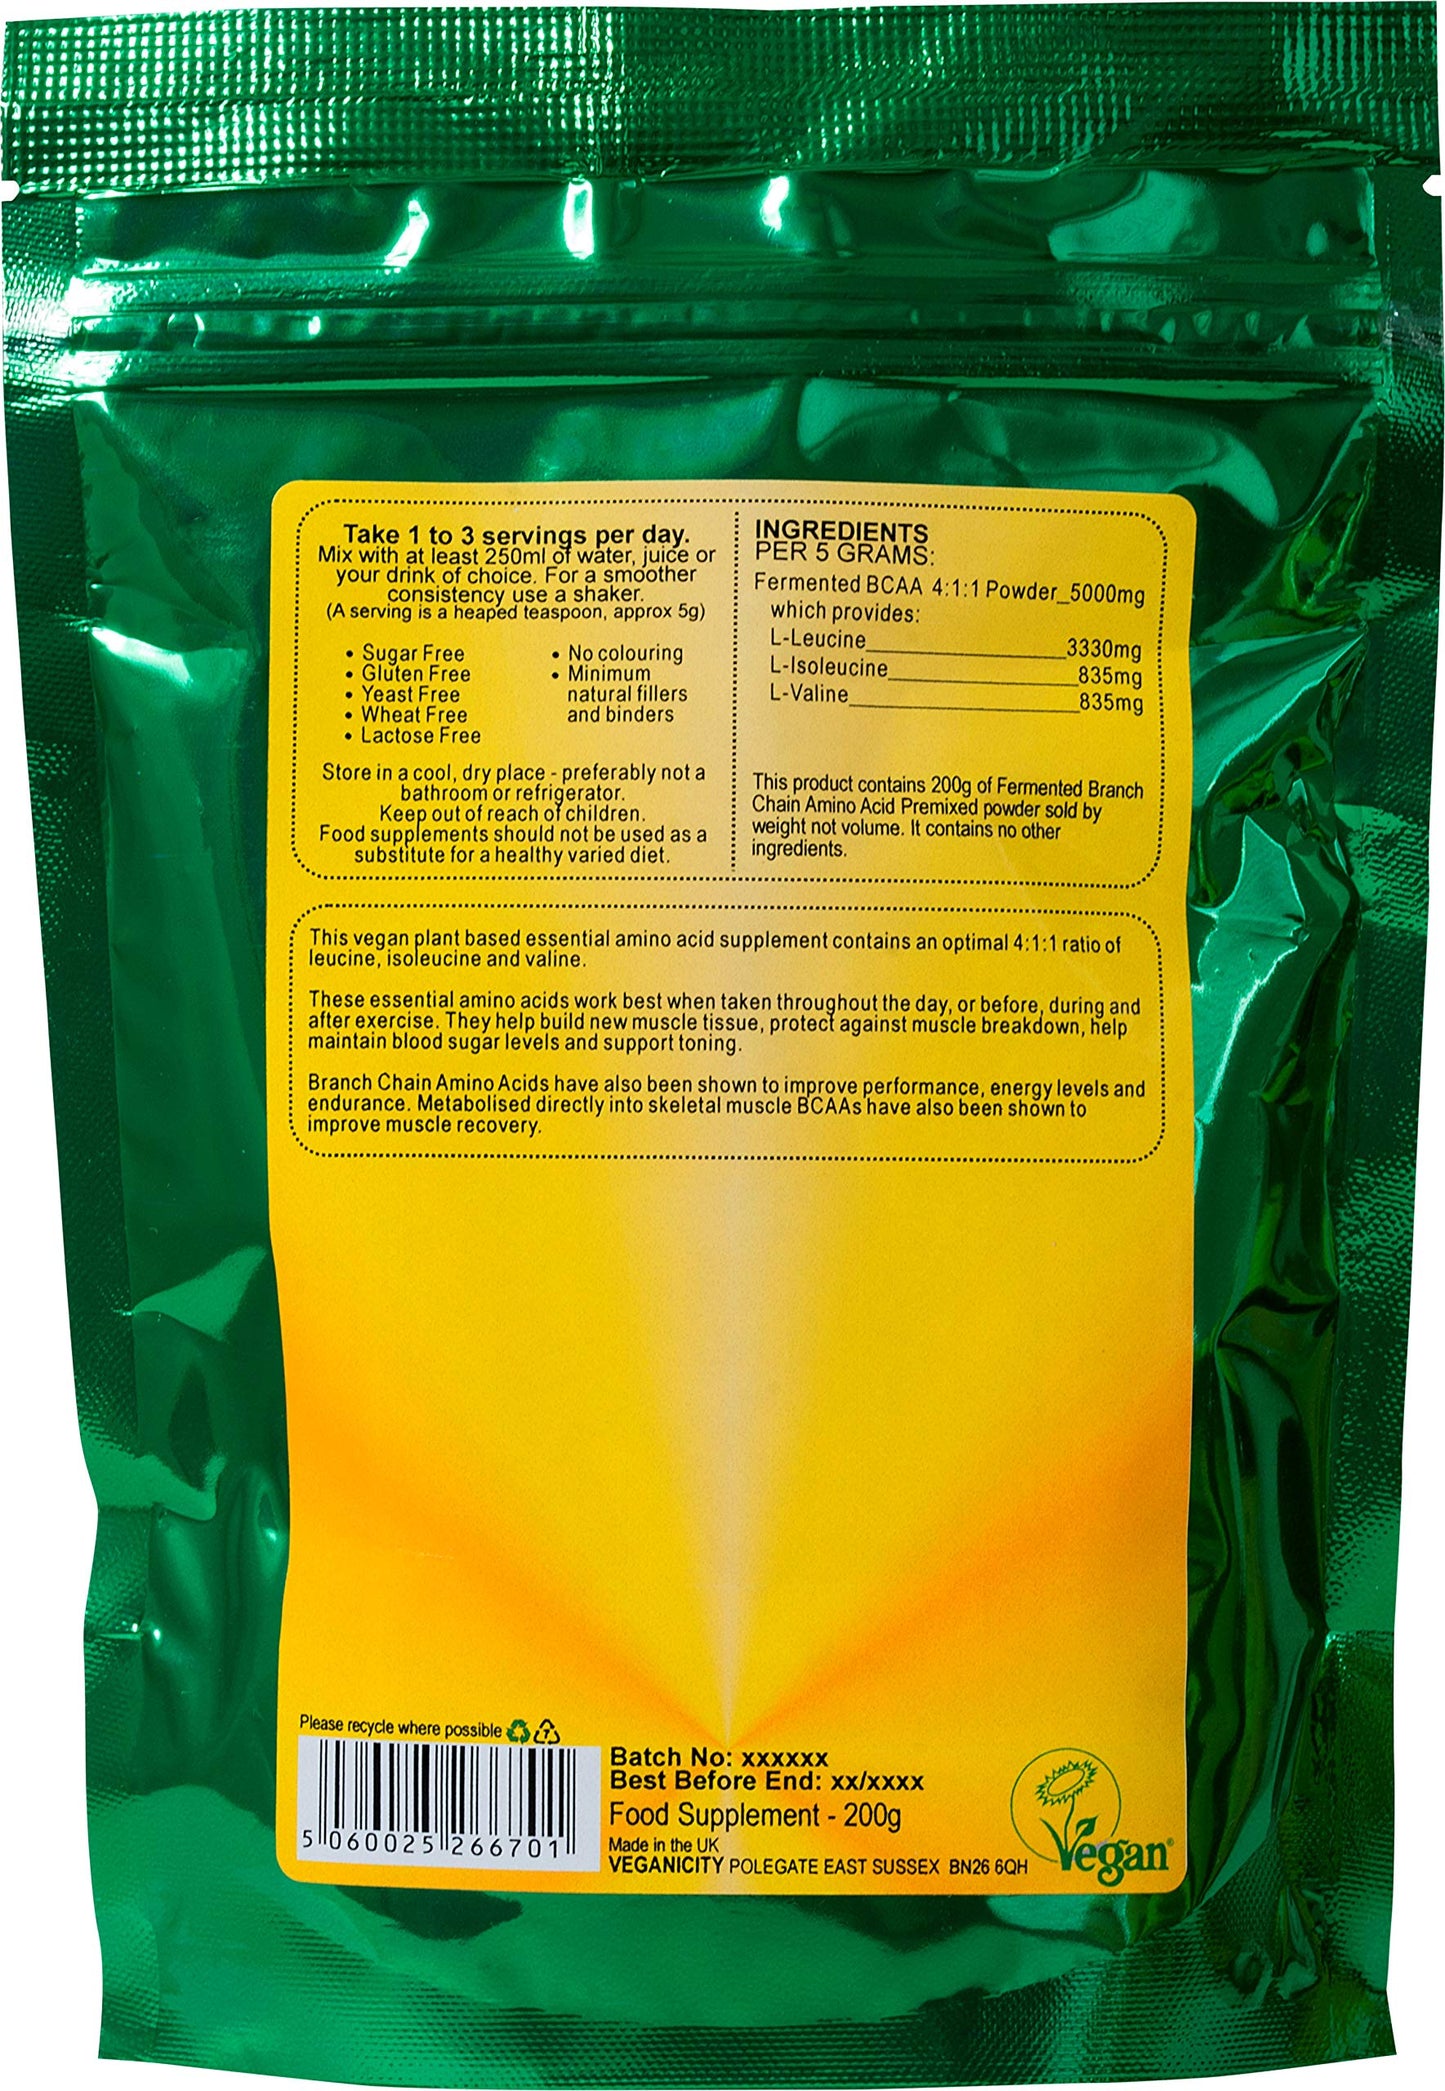 Take 1 to 3 servings per day.
Mix with at least 250ml of water, juice or
your drink of choice. For a smoother
consistency use a shaker.
(A serving is a heaped teaspoon, approx 5g)
• Sugar Free
• Gluten Free
• Yeast Free
• Wheat Free
• Lactose Free
• No colouring
• Minimum
natural fillers
and binders
Store in a cool, dry place - preferably not a
bathroom or refrigerator.
Keep out of reach of children.
Food supplements should not be used as a
substitute for a healthy varied diet.
INGREDIENTS
PER 5 GRAMS:
Fermented BCAA 4:1:1 Powder_5000mg
which provides:
L-Leucine____________________3330mg
L-Isoleucine___________________835mg
L-Valine_______________________835mg
This product contains 200g of Fermented Branch
Chain Amino Acid Premixed powder sold by
weight not volume. It contains no other
ingredients.
This vegan plant based essential amino acid supplement contains an optimal 4:1:1 ratio of
leucine, isoleucine and valine.
These essential amino acids work best when taken throughout the day, or before, during and
after exercise. They help build new muscle tissue, protect against muscle breakdown, help
maintain blood sugar levels and support toning.
Branch Chain Amino Acids have also been shown to improve performance, energy levels and
endurance. Metabolised directly into skeletal muscle BCAAs have also been shown to
improve muscle recovery.
Please recycle where possible
7
5 060025 266701
Batch No: xxxxxx
Best Before End: xx/xxxx
Food Supplement - 200g
Made in the UK
VEGANICITY POLEGATE EAST SUSSEX BN26 6QH
Vegan®